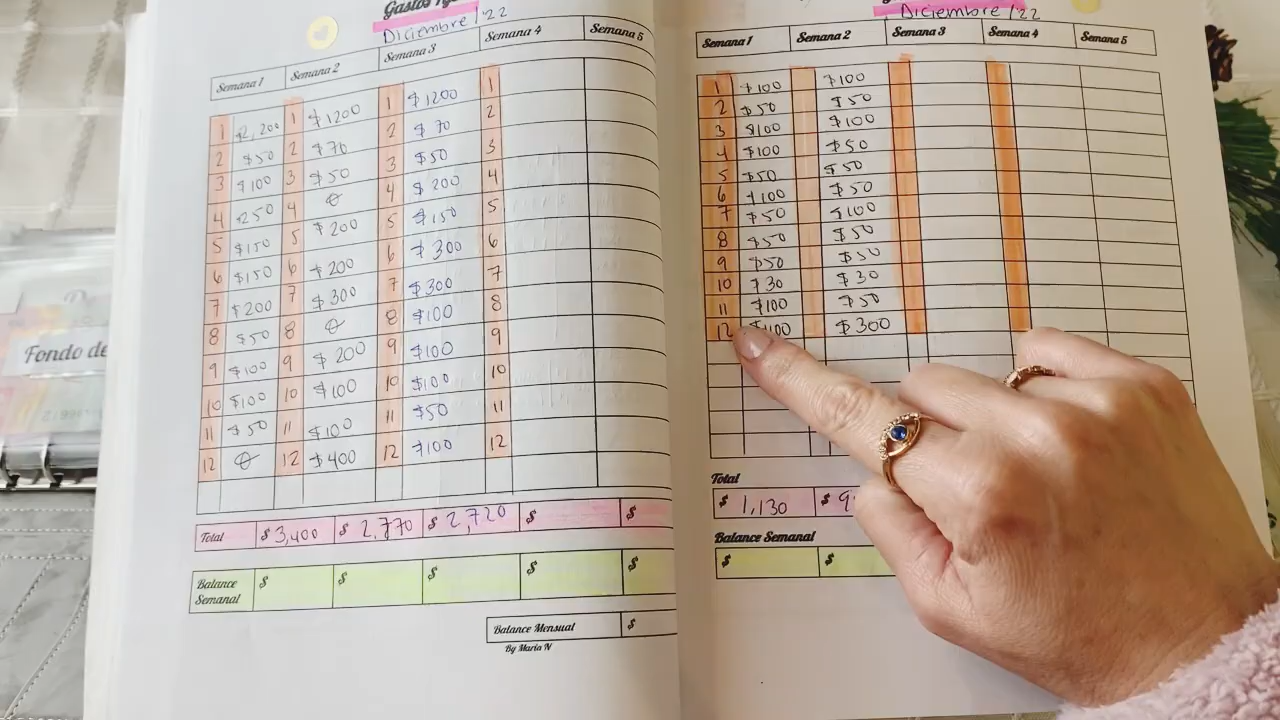 Gastos
Diciembre '22
Semana 1 Semana 2 Semana 3 Semana 4 Semana 5
1 $2,200 1 $1200 1 $1200 1
2 $50 2 $70 2 $70 2
3 $100 3 $50 3 $50 3
4 250 4 0 4 $200 4
5 $150 5 $200 5 $150 5
6 $150 6 $200 6 $300 6
7 $200 7 $300 7 $300 7
8 $50 8 0 8 $100 8
9 $100 9 $200 9 $100 9
10 $100 10 $100 10 $100 10
11 $50 11 $100 11 $50 11
12 0 12 $400 12 $100 12
Total $3,400 $2,770 $2,720 $ $
Balance Semanal $ $ $ $ $
Balance Mensual $
By Maria N
Diciembre '22
Semana 1 Semana 2 Semana 3 Semana 4 Semana 5
1 $100 $100
2 $50 $50
3 $100 $100
4 $100 $50
5 $50 $50
6 $100 $50
7 $50 $100
8 $50 $50
9 $50 $50
10 $30 $30
11 $100 $50
12 $300
Total
$1,130 $9
Balance Semanal
$ $
Fondo de